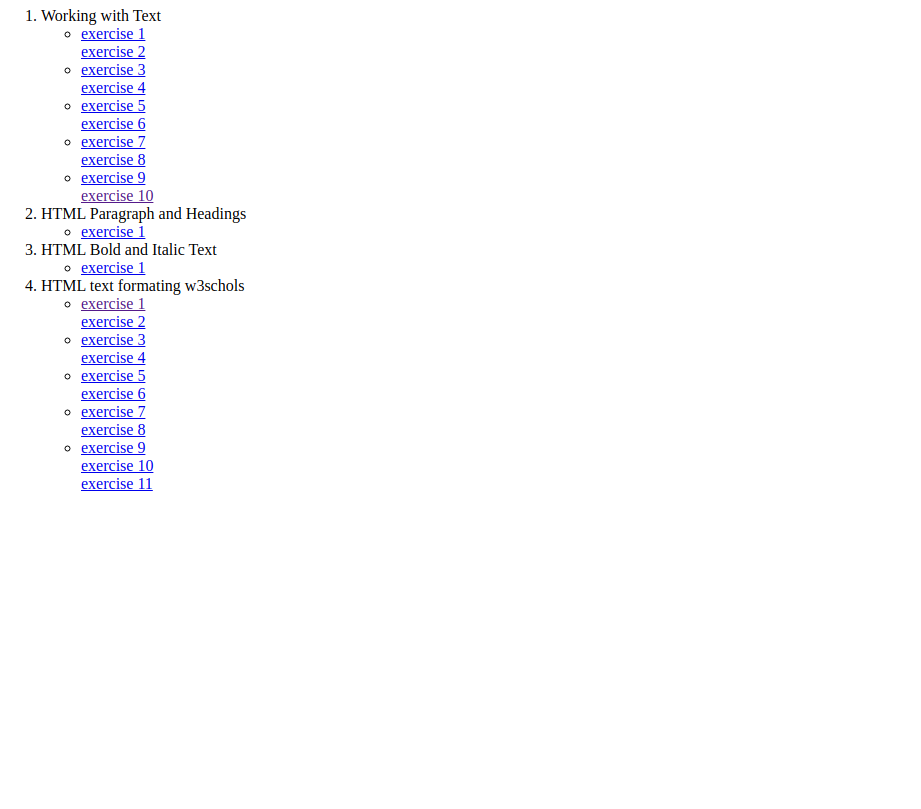 1. Working with Text
exercise 1
exercise 2
exercise 3
exercise 4
exercise 5
exercise 6
exercise 7
exercise 8
exercise 9
exercise 10
2. HTML Paragraph and Headings
exercise 1
3. HTML Bold and Italic Text
exercise 1
4. HTML text formating w3schols
exercise 1
exercise 2
exercise 3
exercise 4
exercise 5
exercise 6
exercise 7
exercise 8
exercise 9
exercise 10
exercise 11